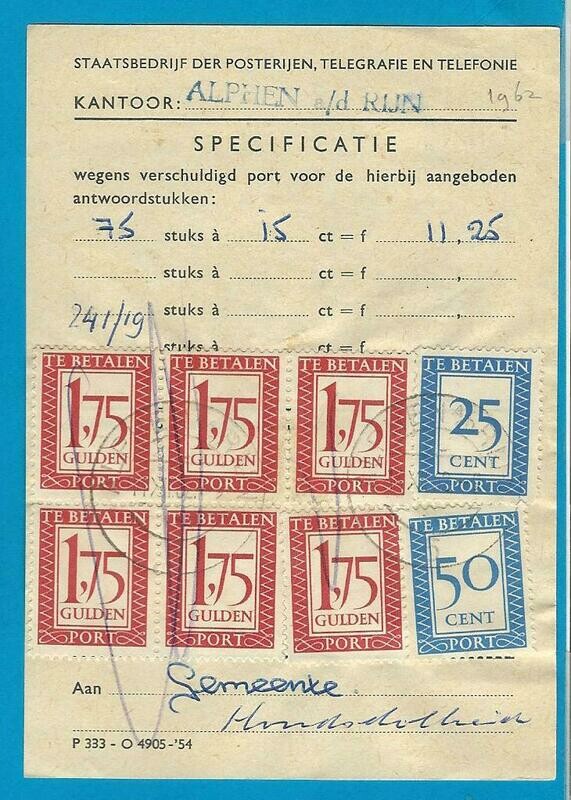 STAATSBEDRIJF DER POSTERIJEN, TELEGRAFIE EN TELEFONIE
KANTOOR: ALPHEN a/d RIJN 1962
SPECIFICATIE
wegens verschuldigd port voor de hierbij aangeboden
antwoordstukken:
75 stuks à 15 ct = f 11,25
stuks à ct = f ,
241/19 stuks à ct = f ,
stuks à ct = f
TE BETALEN TE BETALEN TE BETALEN TE BETALEN
1,75 1,75 1,75 25
GULDEN GULDEN GULDEN CENT
PORT PORT PORT PORT
TE BETALEN TE BETALEN TE BETALEN TE BETALEN
1,75 1,75 1,75 50
GULDEN GULDEN GULDEN CENT
PORT PORT PORT PORT
Aan Gemeente
P 333 - O 4905-'54